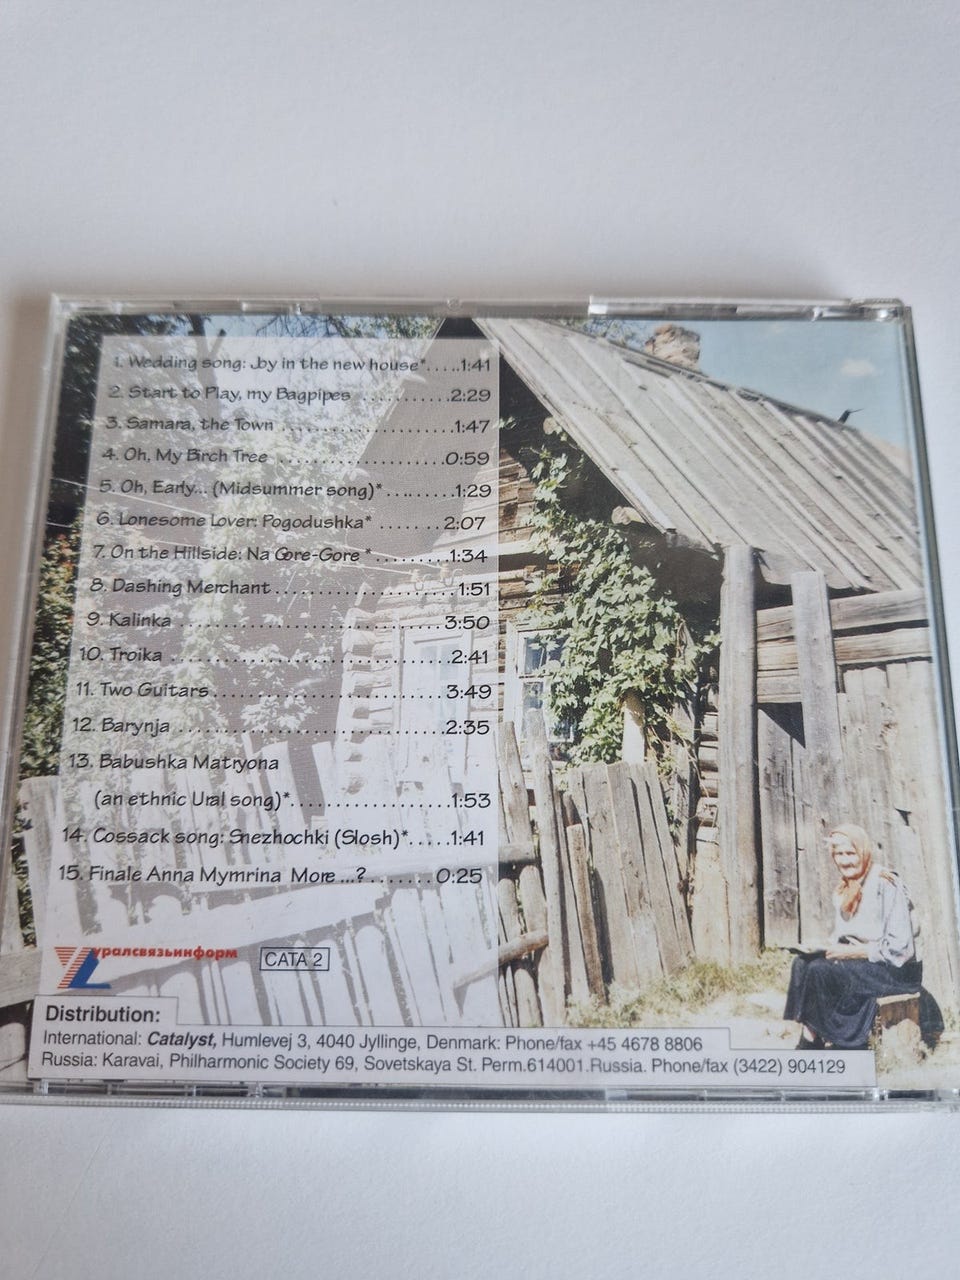 1. Wedding song: Joy in the new house*.....1:41
2. Start to Play, my Bagpipes ...........2:29
3. Samara, the Town .....................1:47
4. Oh, My Birch Tree .....................0:59
5. Oh, Early... (Midsummer song)*.........1:29
6. Lonesome Lover: Pogodushka* .......2:07
7. On the Hillside: Na Gore-Gore *.........1:34
8. Dashing Merchant.......................1:51
9. Kalinka ...................................3:50
10. Troika ..................................2:41
11. Two Guitars.............................3:49
12. Barynja .................................2:35
13. Babushka Matryona
(an ethnic Ural song)*....................1:53
14. Cossack song: Snezhochki (Slosh)*.....1:41
15. Finale Anna Mymrina More ...?.......0:25
уралсвязьинформ
CATA 2
Distribution:
International: Catalyst, Humlevej 3, 4040 Jyllinge, Denmark: Phone/fax +45 4678 8806
Russia: Karavai, Philharmonic Society 69, Sovetskaya St. Perm.614001.Russia. Phone/fax (3422) 904129